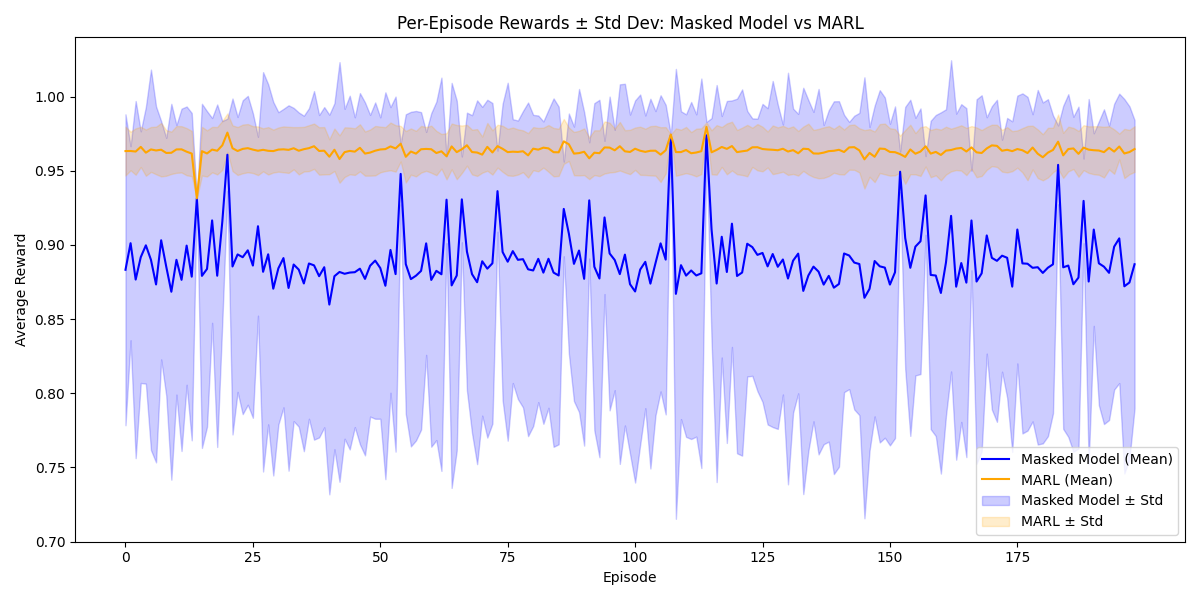 Per-Episode Rewards ± Std Dev: Masked Model vs MARL
Average Reward
1.00
0.95
0.90
0.85
0.80
0.75
0.70
Masked Model (Mean)
MARL (Mean)
Masked Model ± Std
MARL ± Std
0 25 50 75 100 125 150 175
Episode